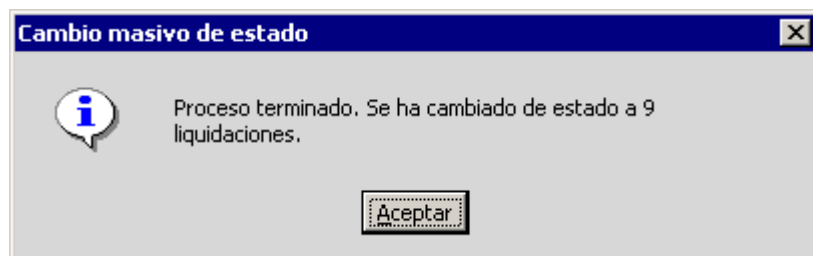 Cambio masivo de estado
Proceso terminado. Se ha cambiado de estado a 9
liquidaciones.
Aceptar